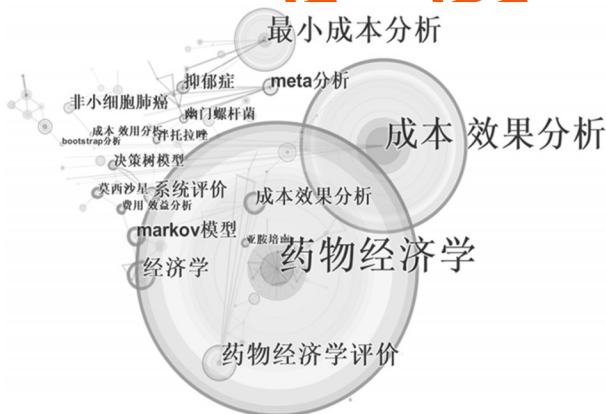 最小成本分析
抑郁症
meta分析
非小细胞肺癌
幽门螺杆菌
成本 效果分析
成本 效用分析
泮托拉唑
bootstrap分析
决策树模型
莫西沙星
系统评价
成本效果分析
费用 效益分析
markov模型
亚胺培南
药物经济学
经济学
药物经济学评价